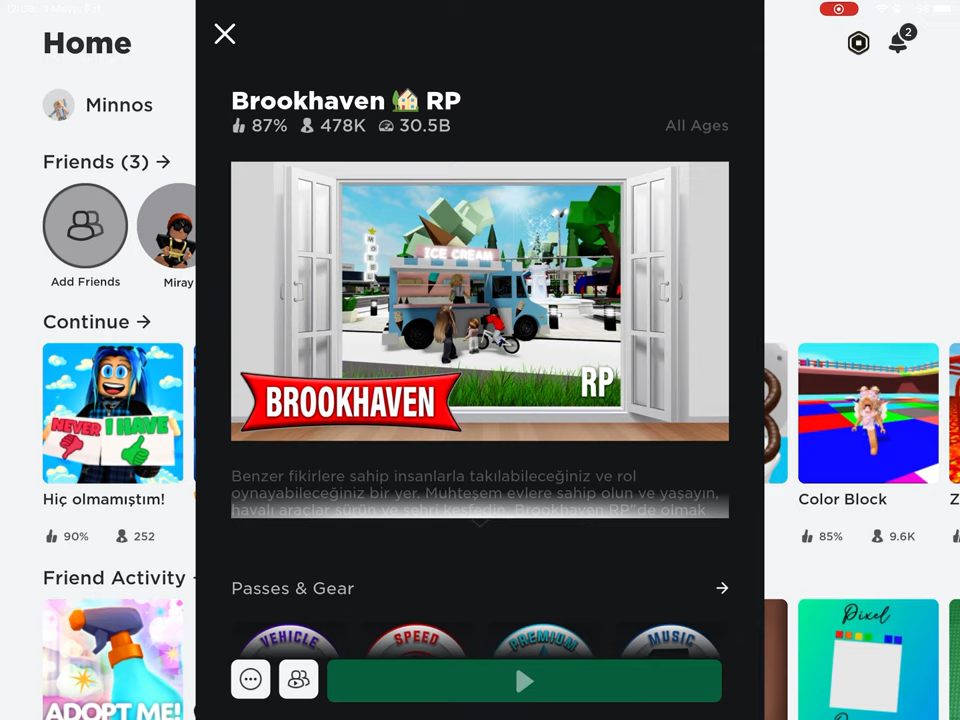 Home
2
Minnos
Friends (3) →
Add Friends
Miray
Continue →
NEVER I HAVE
Hiç olmamıştım!
90% 252
Friend Activity
ADOPT ME!
Brookhaven RP
87% 478K 30.5B
All Ages
MOTEL
ICE CREAM
BROOKHAVEN
RP
Benzer fikirlere sahip insanlarla takılabileceğiniz ve rol
oynayabileceğiniz bir yer. Muhteşem evlere sahip olun ve yaşayın,
havalı araçlar sürün ve şehri keşfedin. Brookhaven RP"de olmak
Passes & Gear →
VEHICLE
SPEED
PREMIUM
MUSIC
Color Block
85% 9.6K
Z
Pixel